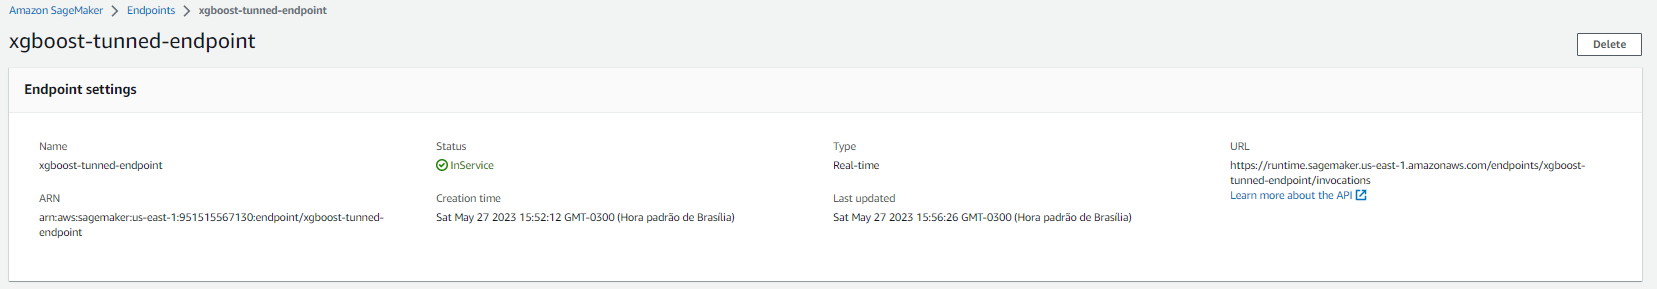 Amazon SageMaker > Endpoints > xgboost-tunned-endpoint
xgboost-tunned-endpoint
Delete
Endpoint settings
Name
xgboost-tunned-endpoint
Status
InService
Type
Real-time
URL
https://runtime.sagemaker.us-east-1.amazonaws.com/endpoints/xgboost-
tunned-endpoint/invocations
Learn more about the API
ARN
arn:aws:sagemaker:us-east-1:951515567130:endpoint/xgboost-tunned-
endpoint
Creation time
Sat May 27 2023 15:52:12 GMT-0300 (Hora padrão de Brasília)
Last updated
Sat May 27 2023 15:56:26 GMT-0300 (Hora padrão de Brasília)